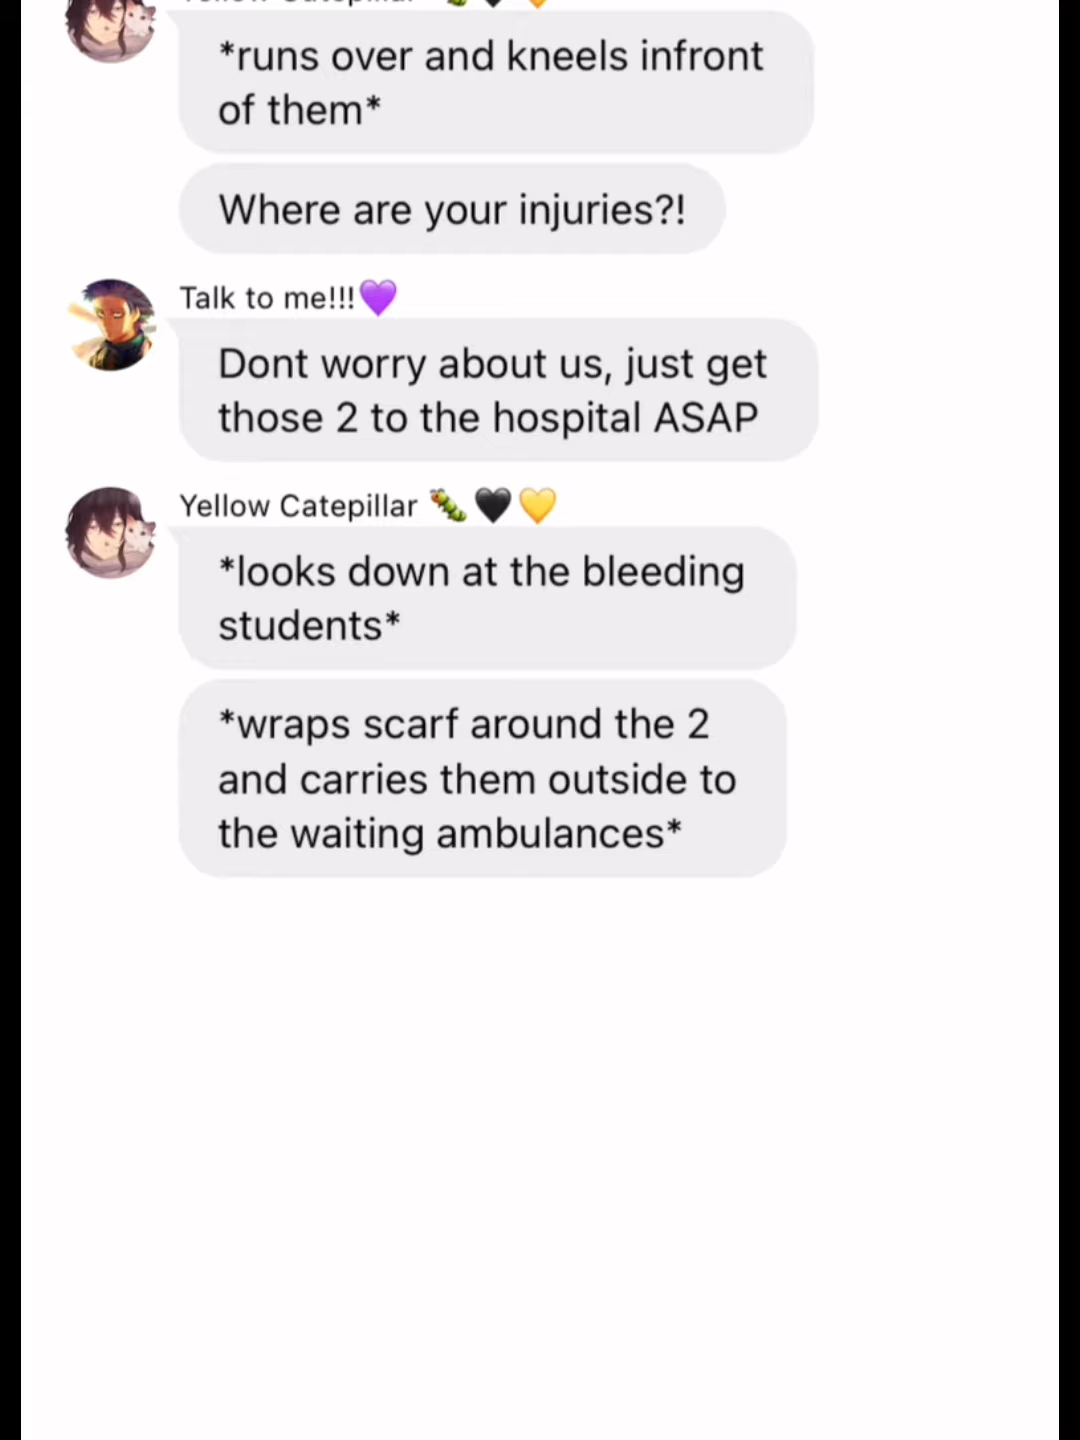 *runs over and kneels infront
of them*
Where are your injuries?!
Talk to me!!!💜
Dont worry about us, just get
those 2 to the hospital ASAP
Yellow Catepillar 🐛🖤💛
*looks down at the bleeding
students*
*wraps scarf around the 2
and carries them outside to
the waiting ambulances*